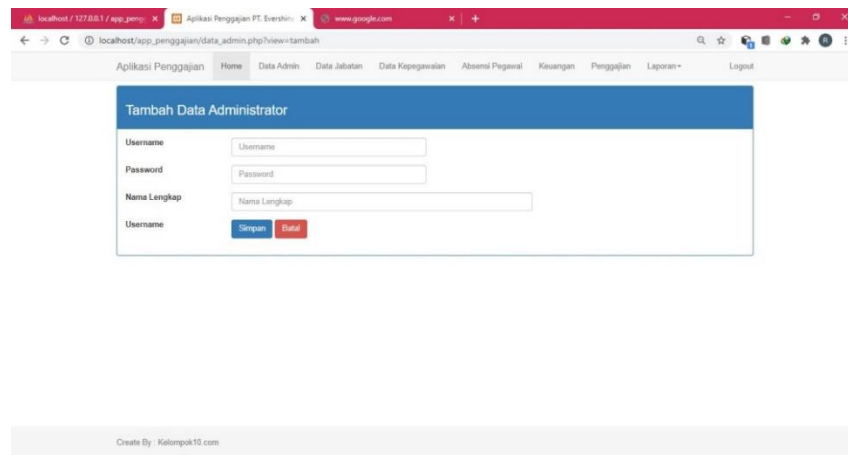 localhost / 127.0.0.1 / app_peng
Aplikasi Penggajian PT. Evershin
www.google.com
localhost/app_penggajian/data_admin.php?view=tambah
Aplikasi Penggajian Home Data Admin Data Jabatan Data Kepegawaian Absensi Pegawai Keuangan Penggajian Laporan Logout
Tambah Data Administrator
Username
Username
Password
Password
Nama Lengkap
Nama Lengkap
Username
Simpan Batal
Create By : Kelompok10.com